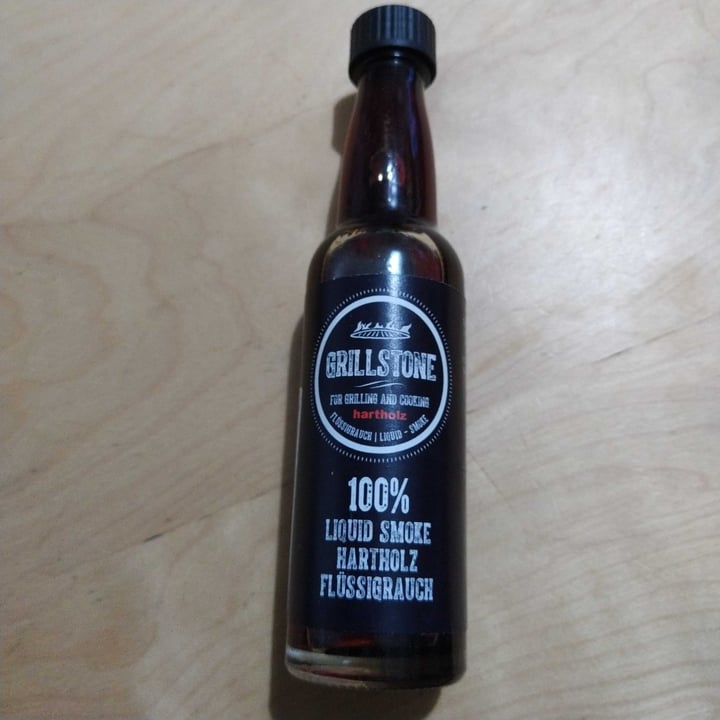 GRILLSTONE
FOR GRILLING AND COOKING
hartholz
FLÜSSIGRAUCH | LIQUID - SMOKE
100%
LIQUID SMOKE
HARTHOLZ
FLÜSSIGRAUCH